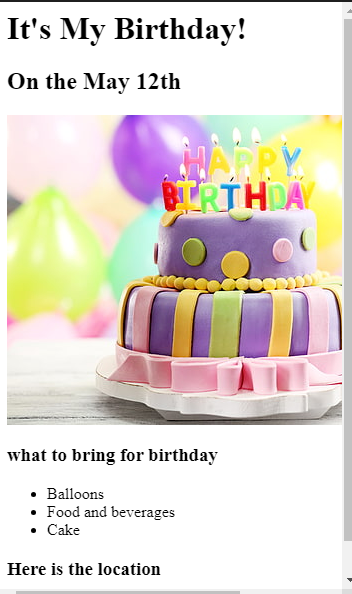 It's My Birthday!
On the May 12th
HAPPY
BIRTHDAY
what to bring for birthday
Balloons
Food and beverages
Cake
Here is the location